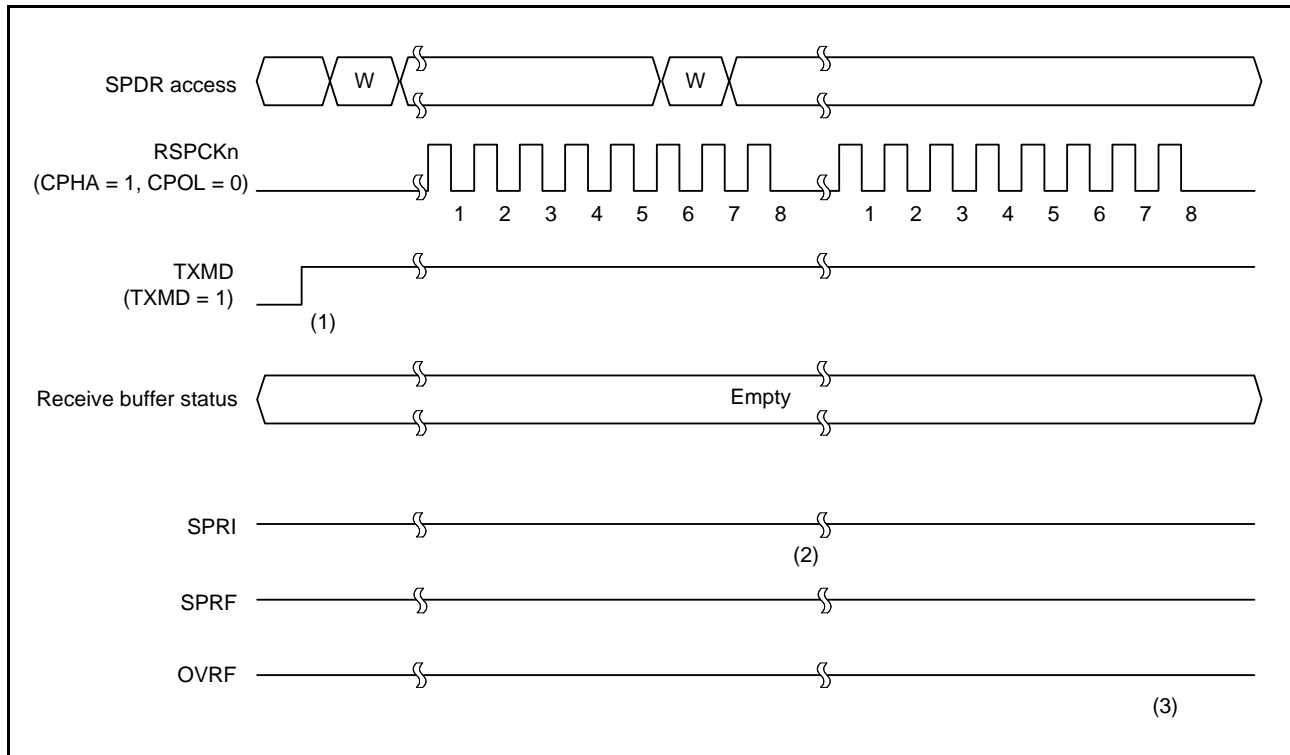 SPDR access
W
W
RSPCKn
(CPHA = 1, CPOL = 0)
1 2 3 4 5 6 7 8 1 2 3 4 5 6 7 8
TXMD
(TXMD = 1)
(1)
Receive buffer status
Empty
SPRI
(2)
SPRF
OVRF
(3)